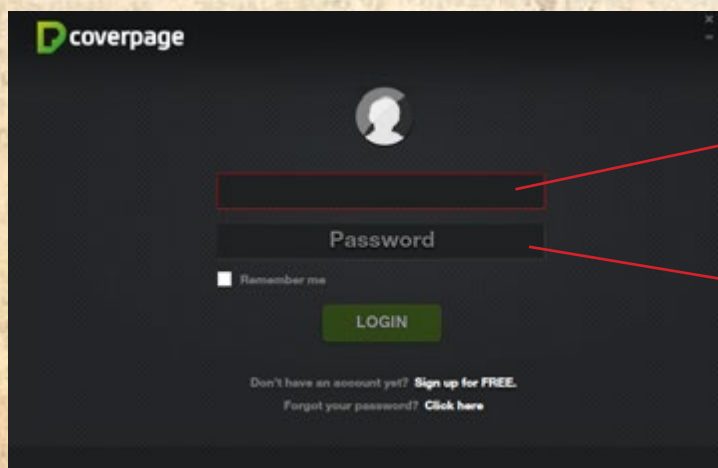 coverpage
Password
Remember me
LOGIN
Don't have an account yet? Sign up for FREE.
Forgot your password? Click here